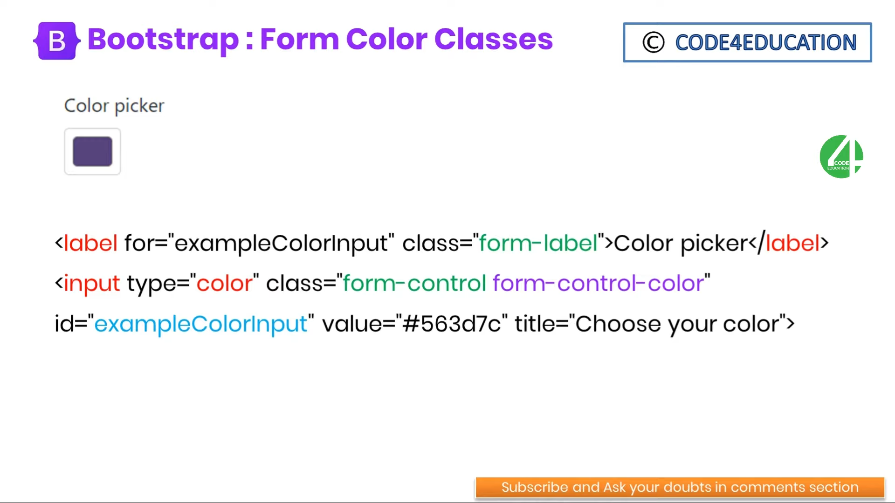 B Bootstrap : Form Color Classes
© CODE4EDUCATION
Color picker
4
CODE
<label for="exampleColorInput" class="form-label">Color picker</label>
<input type="color" class="form-control form-control-color"
id="exampleColorInput" value="#563d7c" title="Choose your color">
Subscribe and Ask your doubts in comments section